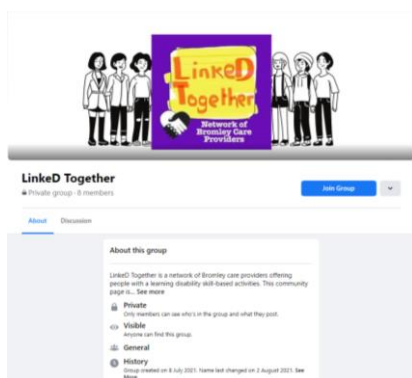 LinkeD
Together
Network of
Bromley Care
Providers
LinkeD Together
Private group · 8 members
Join Group
About
Discussion
About this group
LinkeD Together is a network of Bromley care providers offering
people with a learning disability skill-based activities. This community
page is... See more
Private
Only members can see who's in the group and what they post.
Visible
Anyone can find this group.
General
History
Group created on 8 July 2021. Name last changed on 2 August 2021. See
More